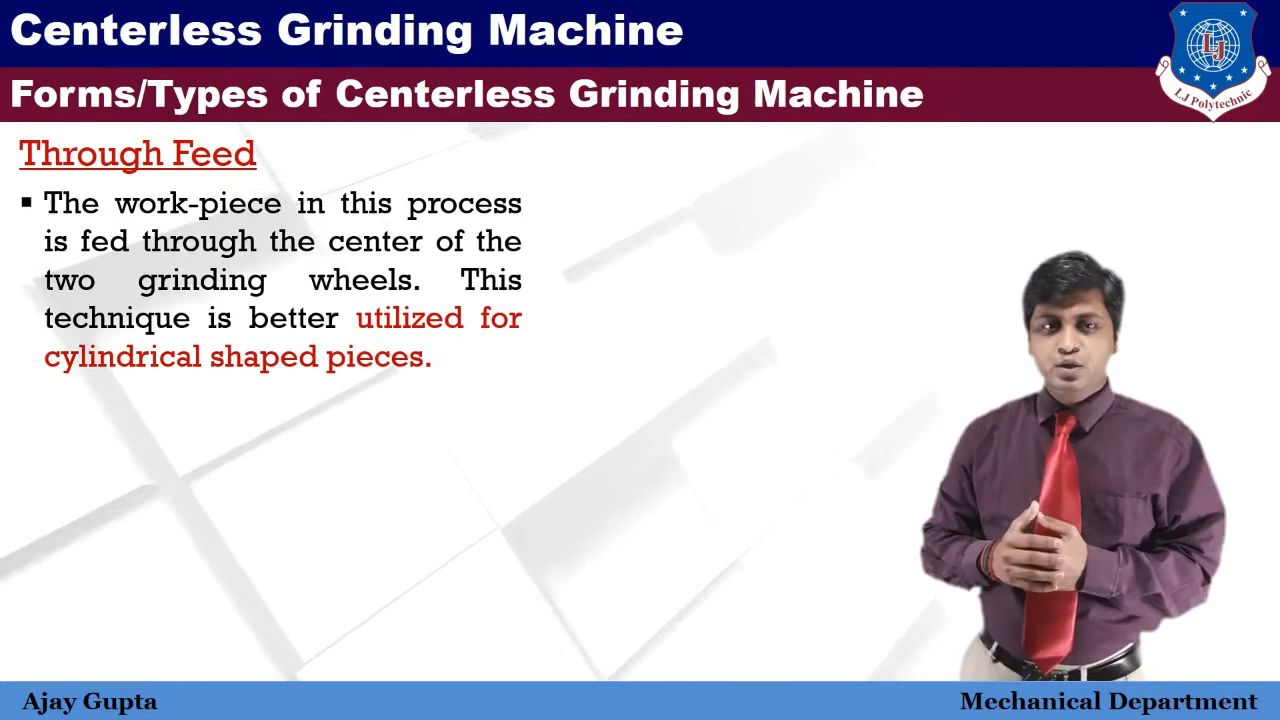 Centerless Grinding Machine
Forms/Types of Centerless Grinding Machine
LJ
L.J Polytechnic
Through Feed
▪ The work-piece in this process
is fed through the center of the
two grinding wheels. This
technique is better utilized for
cylindrical shaped pieces.
Ajay Gupta
Mechanical Department